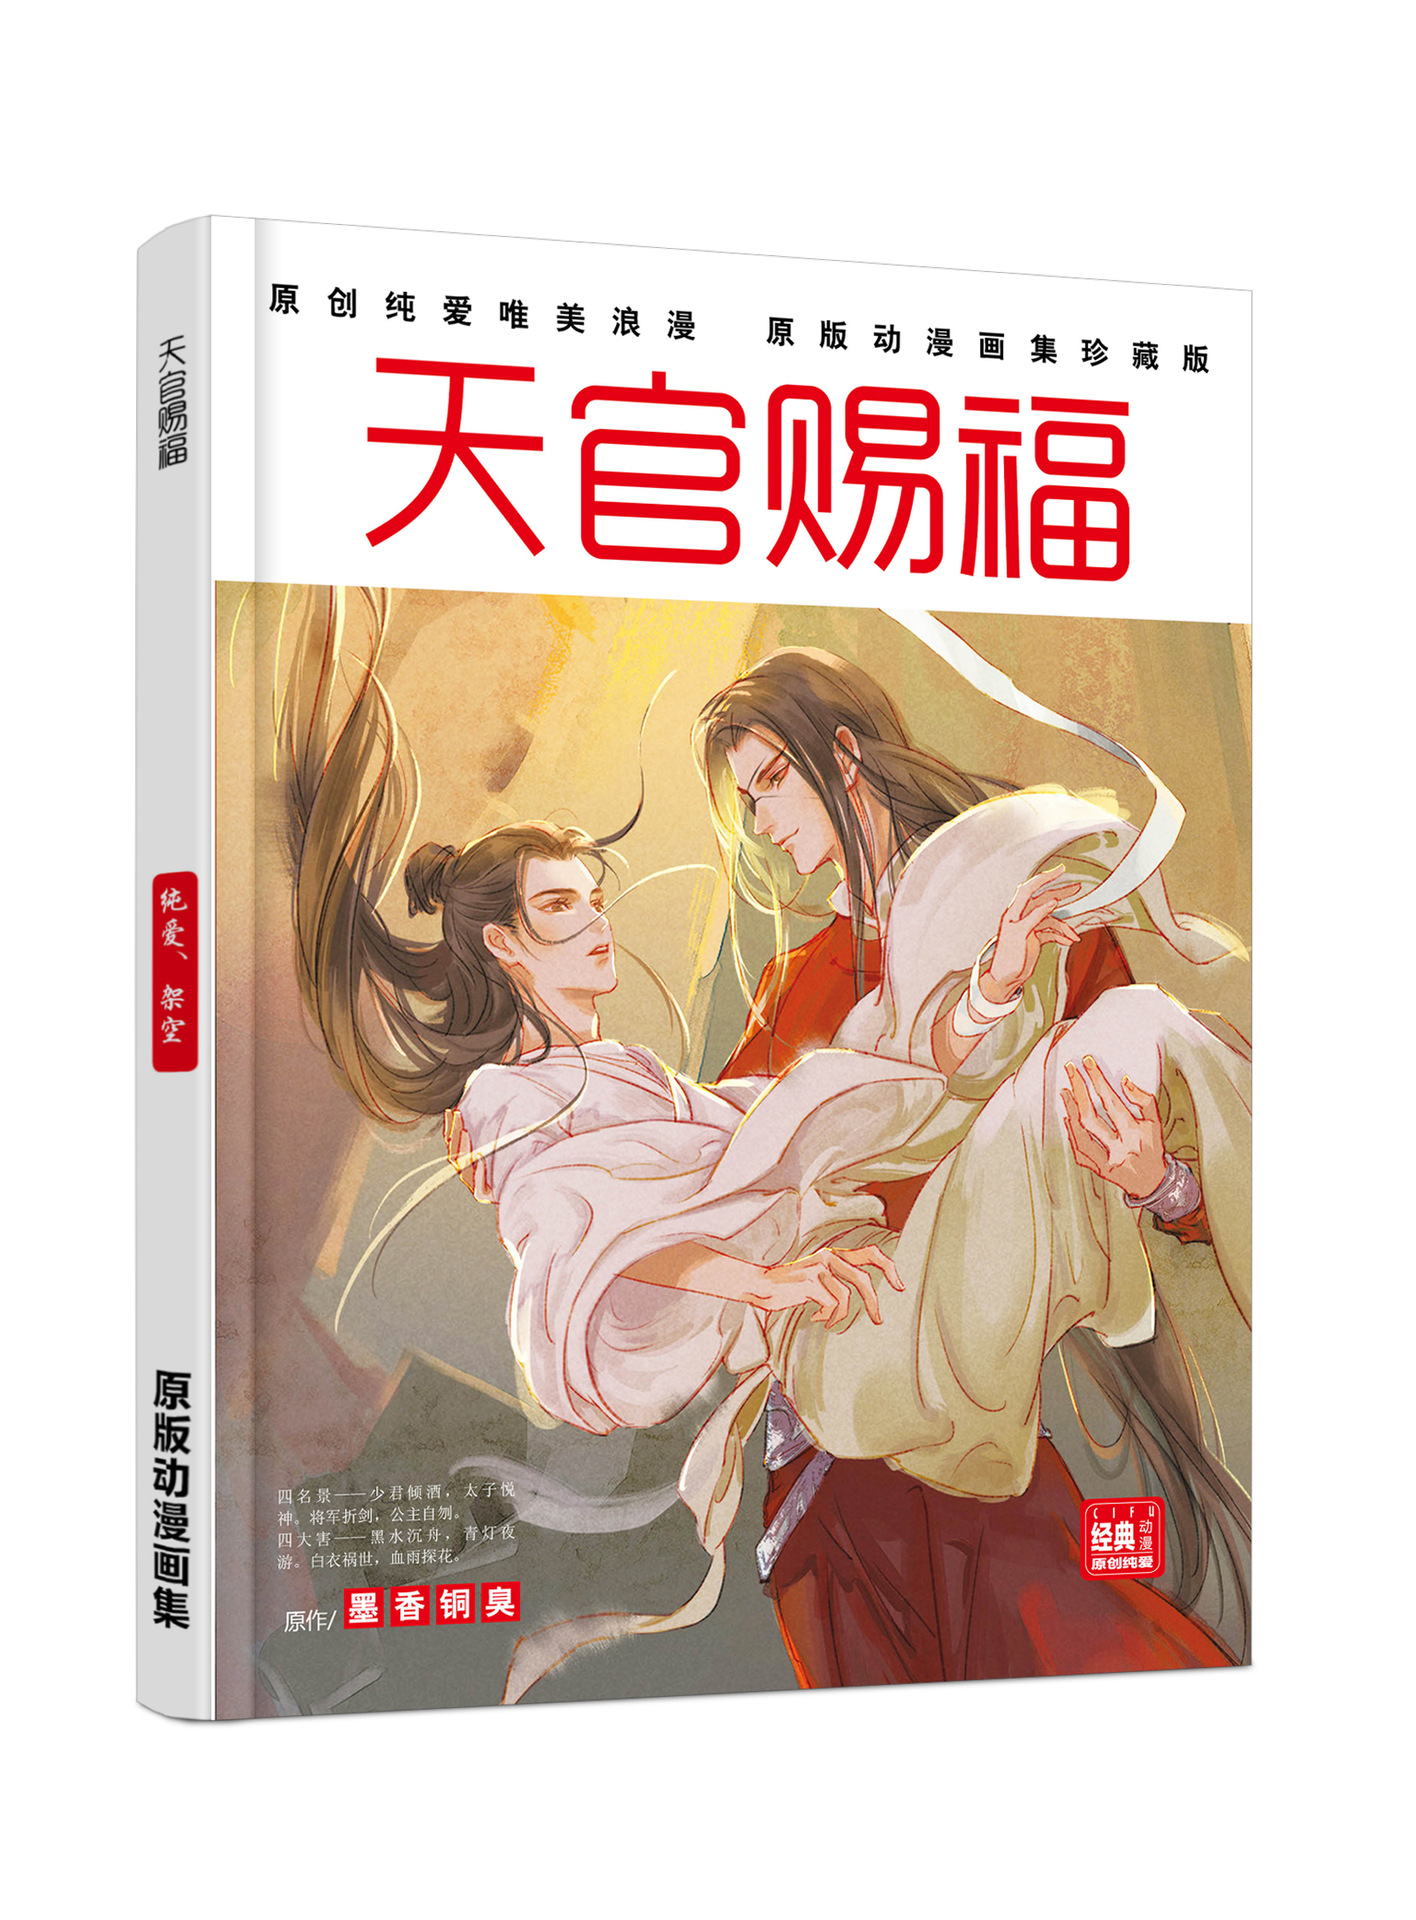 原创纯爱唯美浪漫 原版动漫画集珍藏版
天官赐福
四名景——少君倾酒，太子悦
神。将军折剑，公主自刎。
四大害——黑水沉舟，青灯夜
游。白衣祸世，血雨探花。
原作/墨香铜臭
CIFU
经典动漫
原创纯爱
天官赐福
纯爱、架空
原版动漫画集